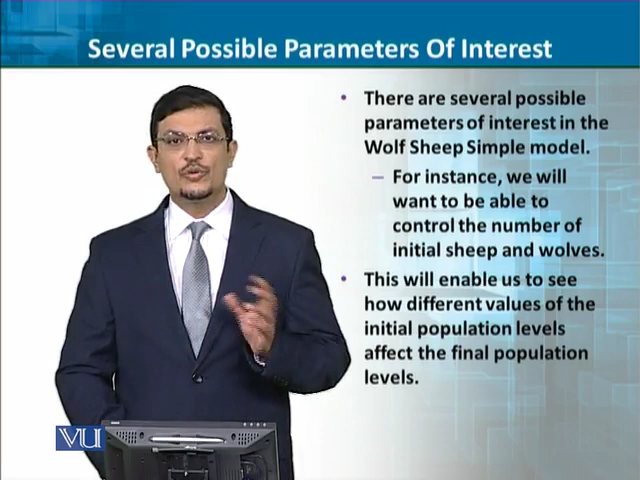 Several Possible Parameters Of Interest
• There are several possible
parameters of interest in the
Wolf Sheep Simple model.
– For instance, we will
want to be able to
control the number of
initial sheep and wolves.
• This will enable us to see
how different values of the
initial population levels
affect the final population
levels.
VU